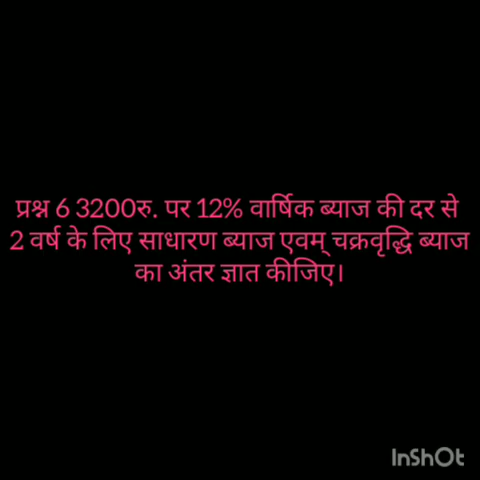 प्रश्न 6 3200रु. पर 12% वार्षिक ब्याज की दर से
2 वर्ष के लिए साधारण ब्याज एवम् चक्रवृद्धि ब्याज
का अंतर ज्ञात कीजिए।
InShOt